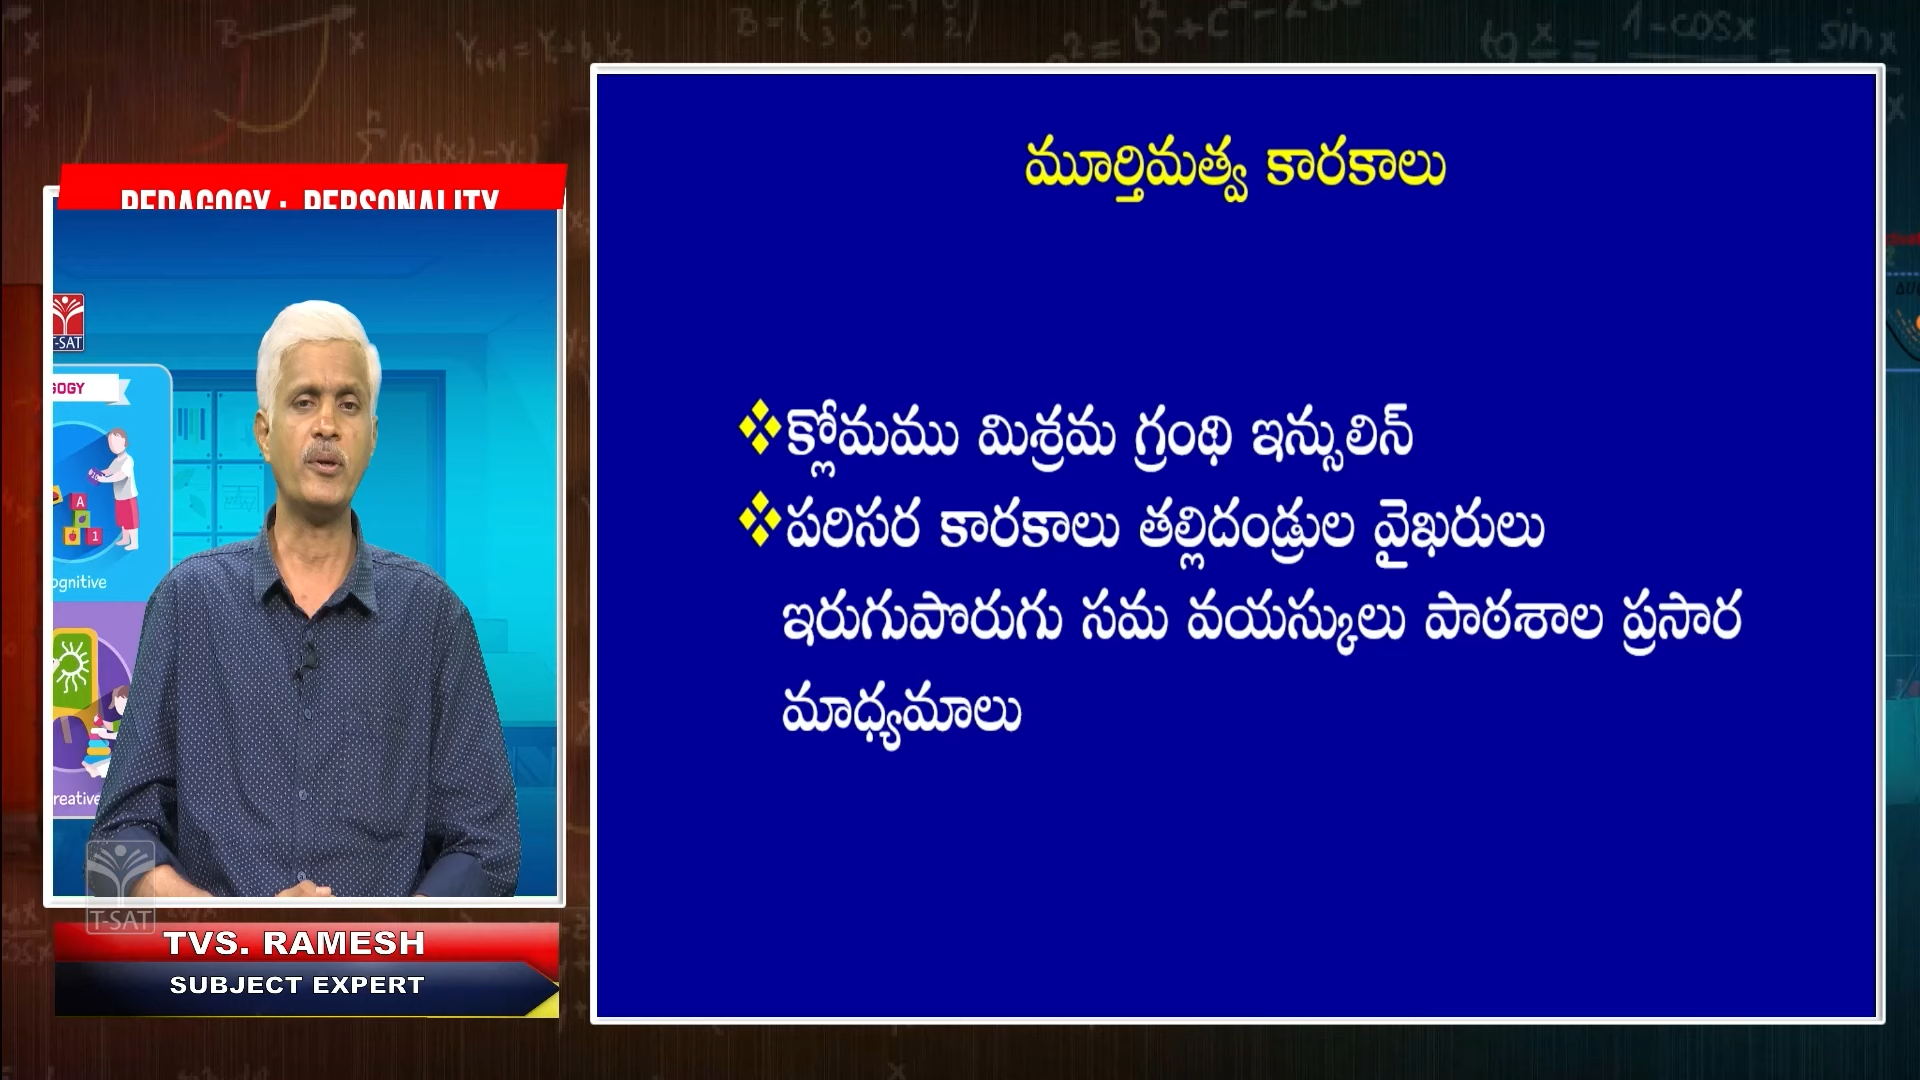 PEDAGOGY : PERSONALITY
T-SAT
GOGY
A
1
ognitive
reative
T-SAT
TVS. RAMESH
SUBJECT EXPERT
మూర్తిమత్వ కారకాలు
❖క్లోమము మిశ్రమ గ్రంథి ఇన్సులిన్
❖పరిసర కారకాలు తల్లిదండ్రుల వైఖరులు
ఇరుగుపొరుగు సమ వయస్కులు పాఠశాల ప్రసార
మాధ్యమాలు